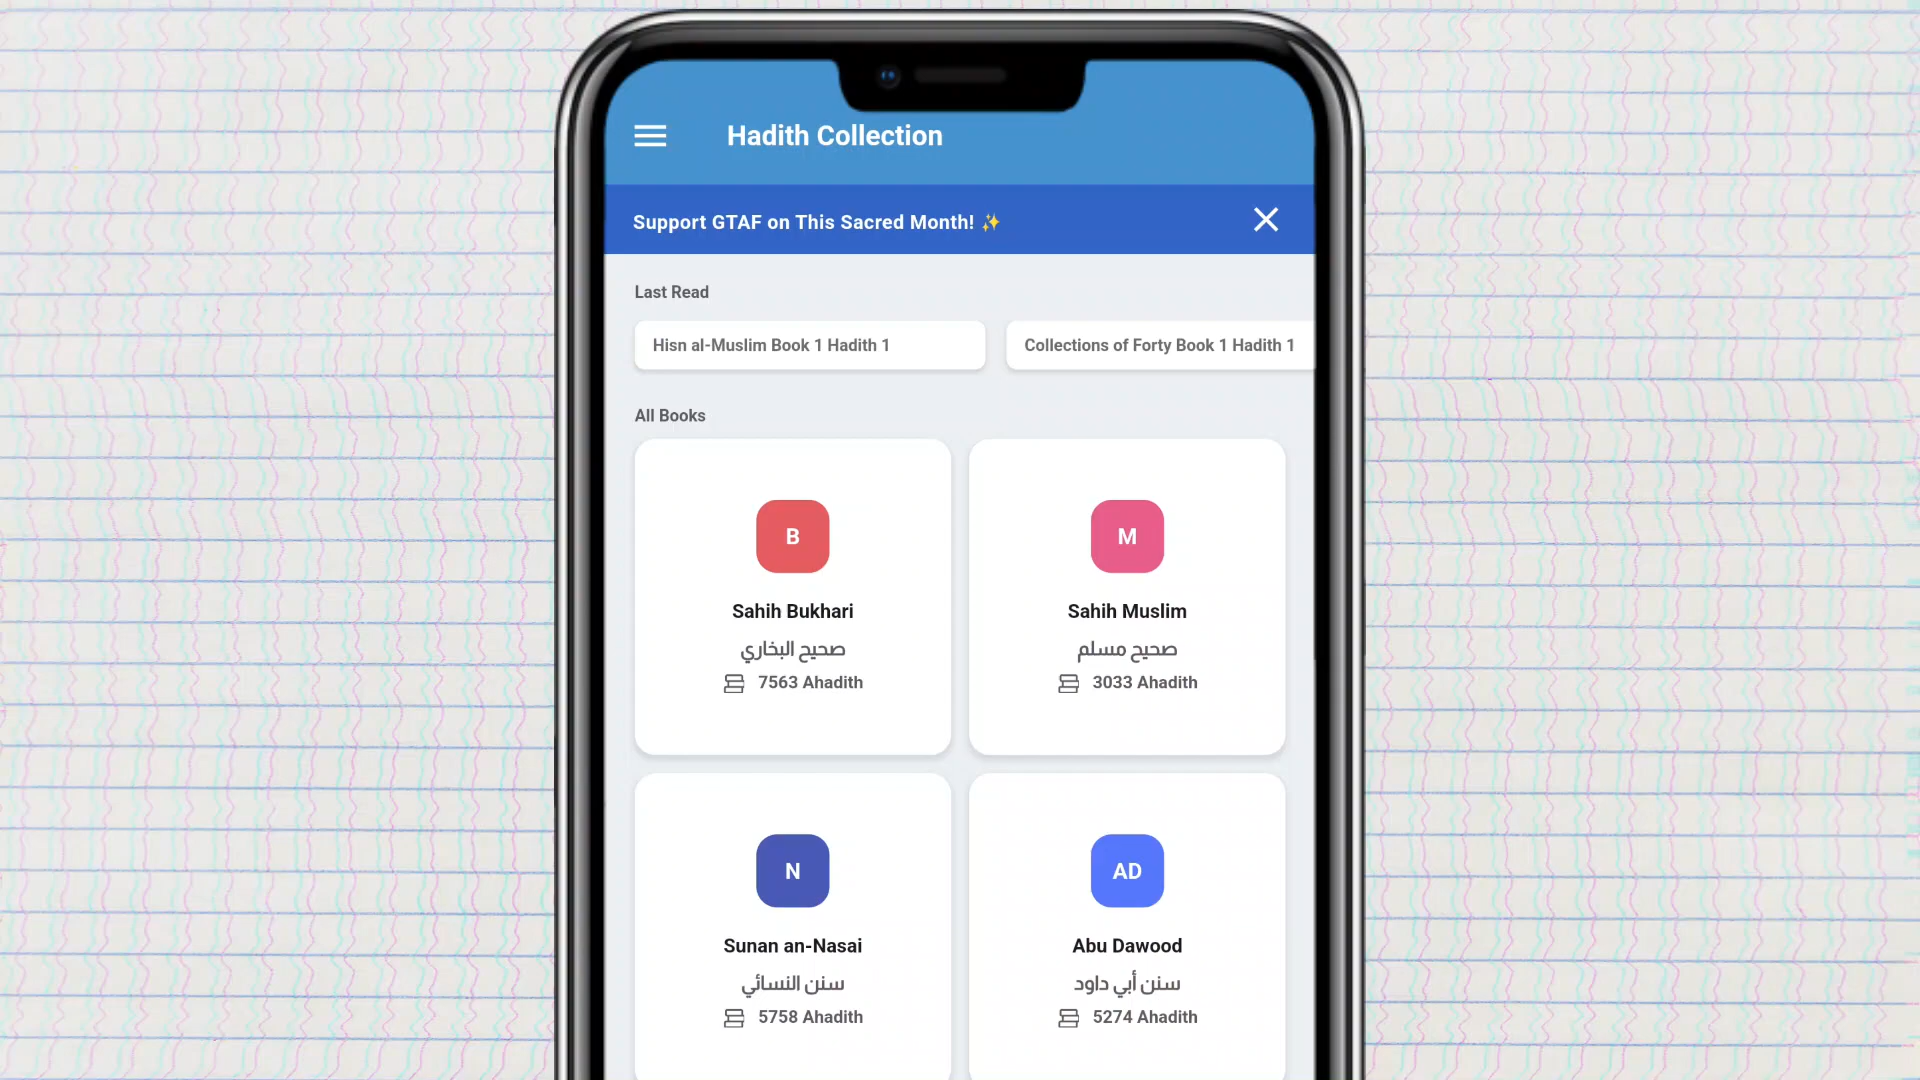 Hadith Collection
Support GTAF on This Sacred Month! ✨
Last Read
Hisn al-Muslim Book 1 Hadith 1
Collections of Forty Book 1 Hadith 1
All Books
B
Sahih Bukhari
صحيح البخاري
7563 Ahadith
M
Sahih Muslim
صحيح مسلم
3033 Ahadith
N
Sunan an-Nasai
سنن النسائي
5758 Ahadith
AD
Abu Dawood
سنن أبي داود
5274 Ahadith